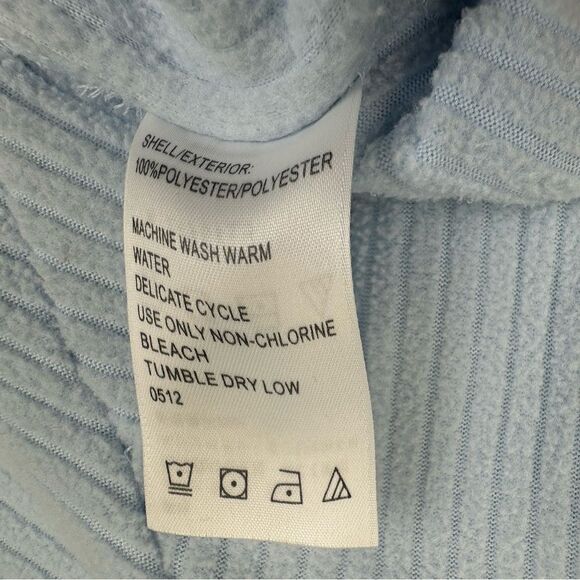 SHELL/EXTERIOR:
100%POLYESTER/POLYESTER
MACHINE WASH WARM
WATER
DELICATE CYCLE
USE ONLY NON-CHLORINE
BLEACH
TUMBLE DRY LOW
0512